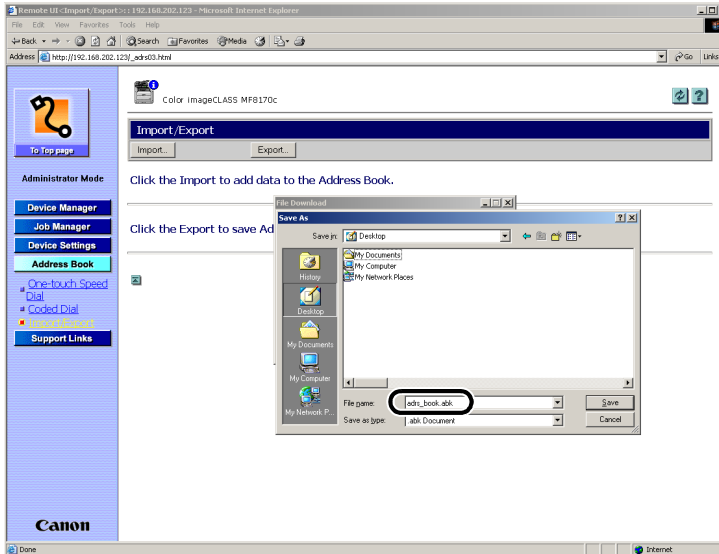 Remote UI <Import/Export> : 192.168.202.123 - Microsoft Internet Explorer
File Edit View Favorites Tools Help
Back Search Favorites Media
Address http://192.168.202.123/_adrs03.html Go Links
Color imageCLASS MF8170c
To Top page
Import/Export
Import... Export...
Administrator Mode
Click the Import to add data to the Address Book.
Device Manager
Job Manager
Device Settings
Address Book
One-touch Speed
Dial
Coded Dial
Import/Export
Support Links
Click the Export to save Ad
File Download
Save As
Save in: Desktop
History
Desktop
My Documents
My Computer
My Network P...
My Documents
My Computer
My Network Places
File name: adrs_book.abk Save
Save as type: .abk Document Cancel
Canon
Done Internet